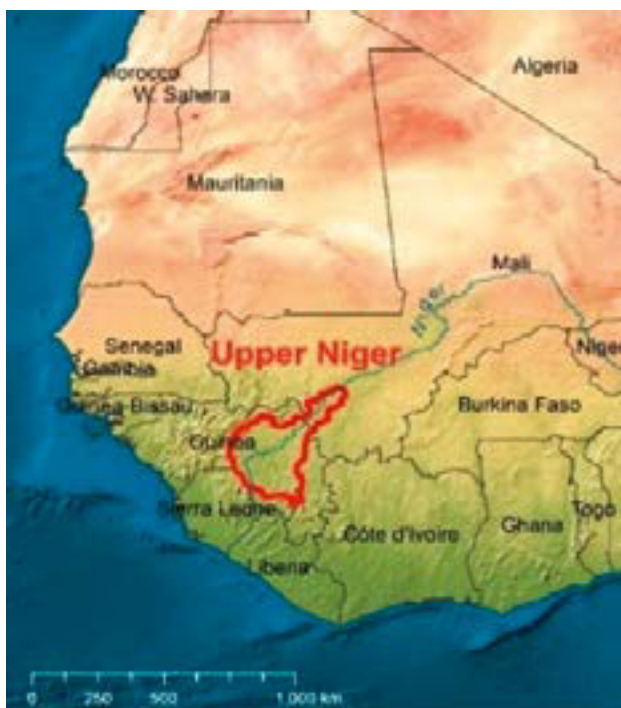 Algeria
Morocco
W. Sahara
Mauritania
Mali
Niger
Senegal
Upper Niger
Niger
Gambia
Guinea Bissau
Burkina Faso
Guinea
Sierra Leone
Togo
Ghana
Côte d'Ivoire
Liberia
0 250 500 1,000 km